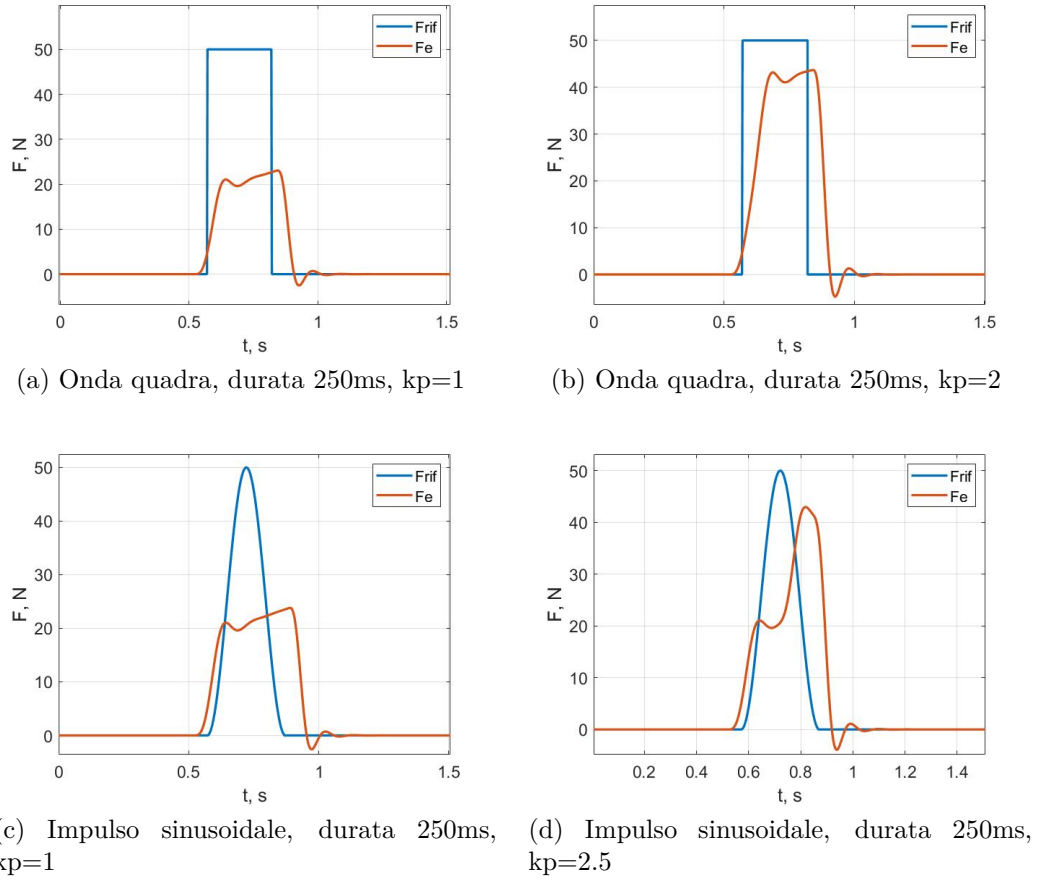 Frif
Fe
50
40
30
20
10
0
F, N
0 0.5 1 1.5
t, s
(a) Onda quadra, durata 250ms, kp=1
Frif
Fe
50
40
30
20
10
0
F, N
0 0.5 1 1.5
t, s
(b) Onda quadra, durata 250ms, kp=2
Frif
Fe
50
40
30
20
10
0
F, N
0 0.5 1 1.5
t, s
(c) Impulso sinusoidale, durata 250ms,
kp=1
Frif
Fe
50
40
30
20
10
0
F, N
0.2 0.4 0.6 0.8 1 1.2 1.4
t, s
(d) Impulso sinusoidale, durata 250ms,
kp=2.5